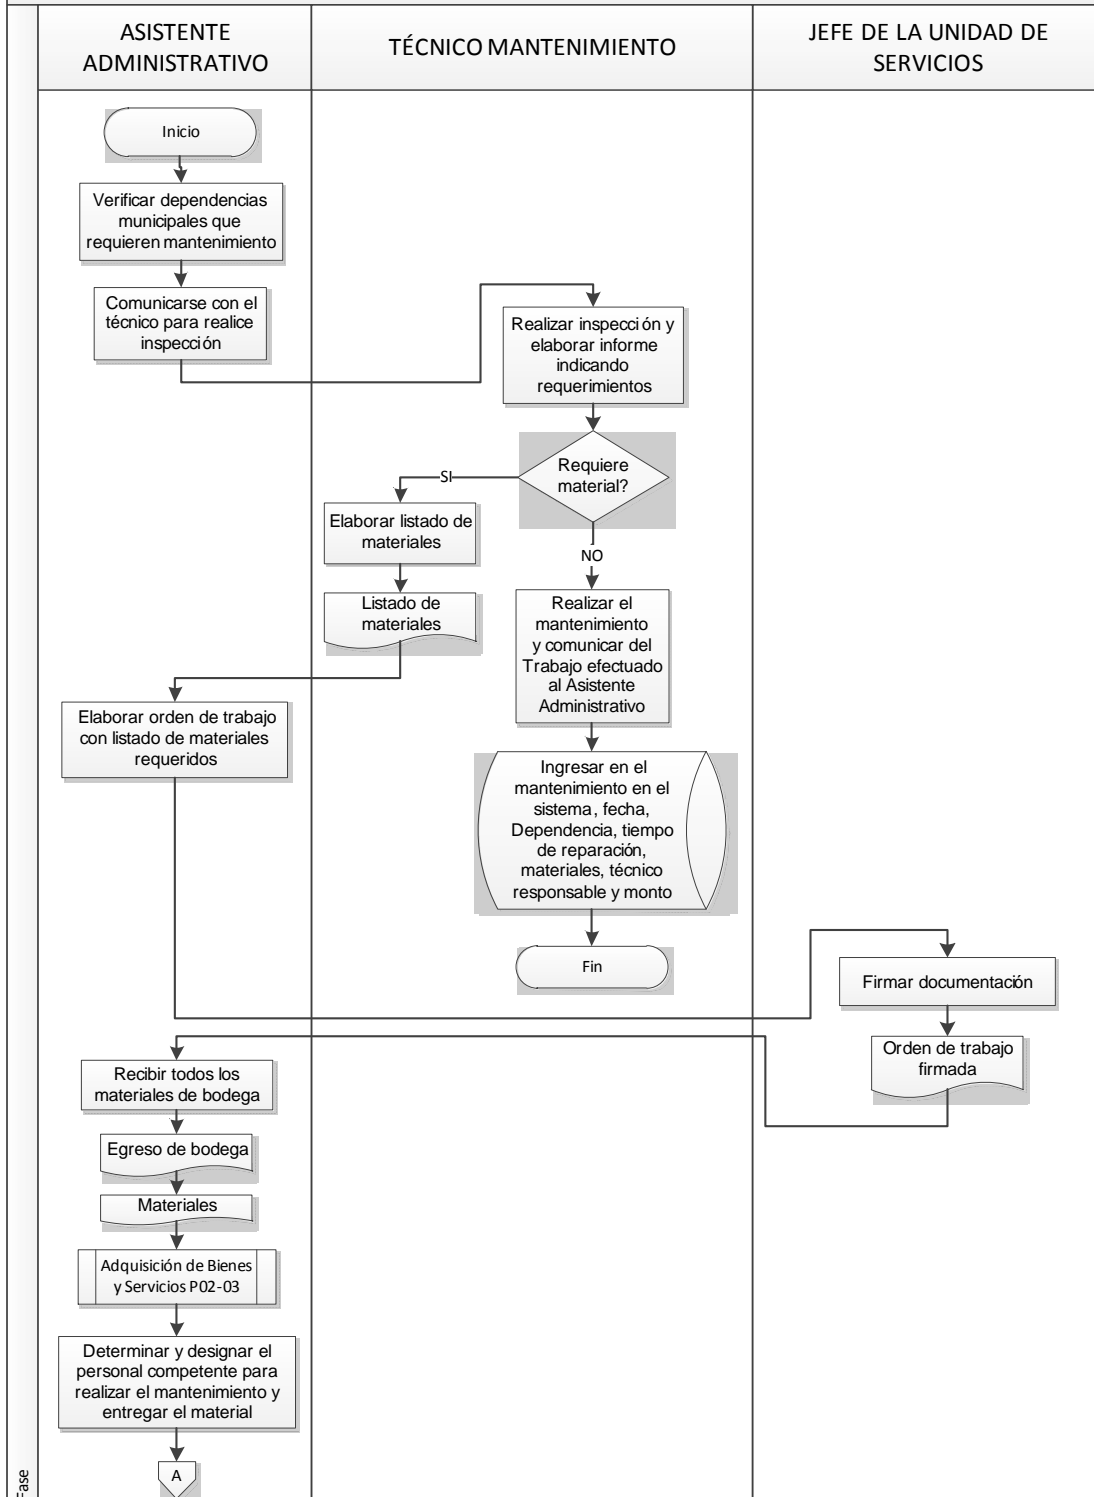 ASISTENTE
ADMINISTRATIVO
TÉCNICO MANTENIMIENTO
JEFE DE LA UNIDAD DE
SERVICIOS
Inicio
Verificar dependencias
municipales que
requieren mantenimiento
Comunicarse con el
técnico para realice
inspección
Realizar inspección y
elaborar informe
indicando
requerimientos
Requiere
material?
SI
NO
Elaborar listado de
materiales
Listado de
materiales
Realizar el
mantenimiento
y comunicar del
Trabajo efectuado
al Asistente
Administrativo
Elaborar orden de trabajo
con listado de materiales
requeridos
Ingresar en el
mantenimiento en el
sistema, fecha,
Dependencia, tiempo
de reparación,
materiales, técnico
responsable y monto
Fin
Firmar documentación
Orden de trabajo
firmada
Recibir todos los
materiales de bodega
Egreso de bodega
Materiales
Adquisición de Bienes
y Servicios P02-03
Determinar y designar el
personal competente para
realizar el mantenimiento y
entregar el material
A
Fase